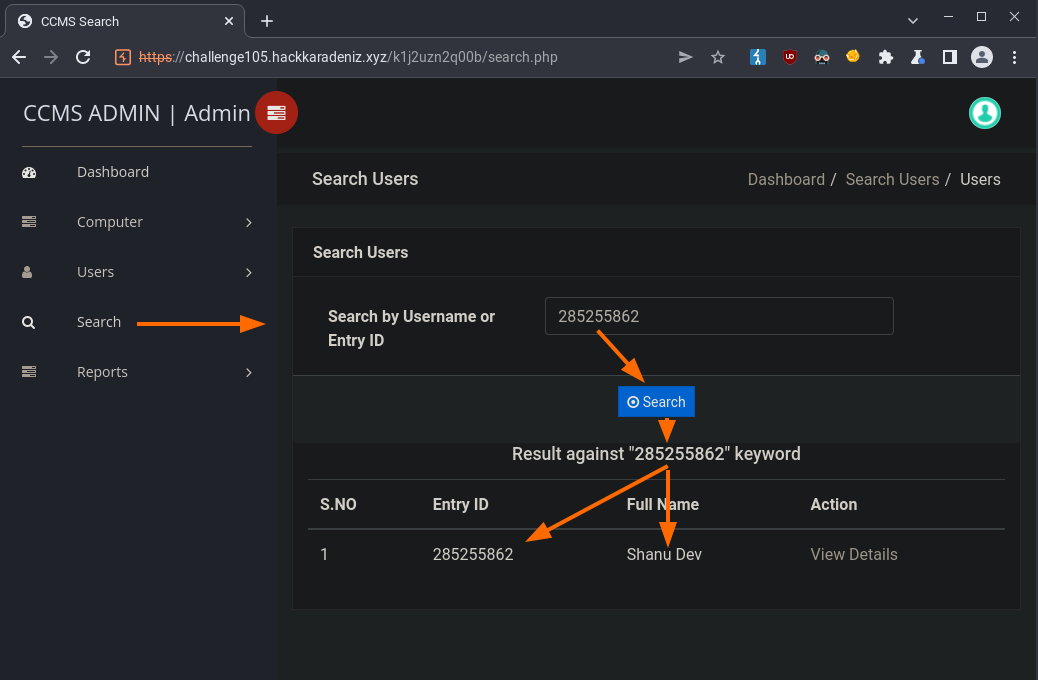 CCMS Search
https://challenge105.hackkaradeniz.xyz/k1j2uzn2q00b/search.php
CCMS ADMIN | Admin
Dashboard
Computer
Users
Search
Reports
Search Users
Dashboard / Search Users / Users
Search Users
Search by Username or
Entry ID
285255862
Search
Result against "285255862" keyword
S.NO Entry ID Full Name Action
1 285255862 Shanu Dev View Details